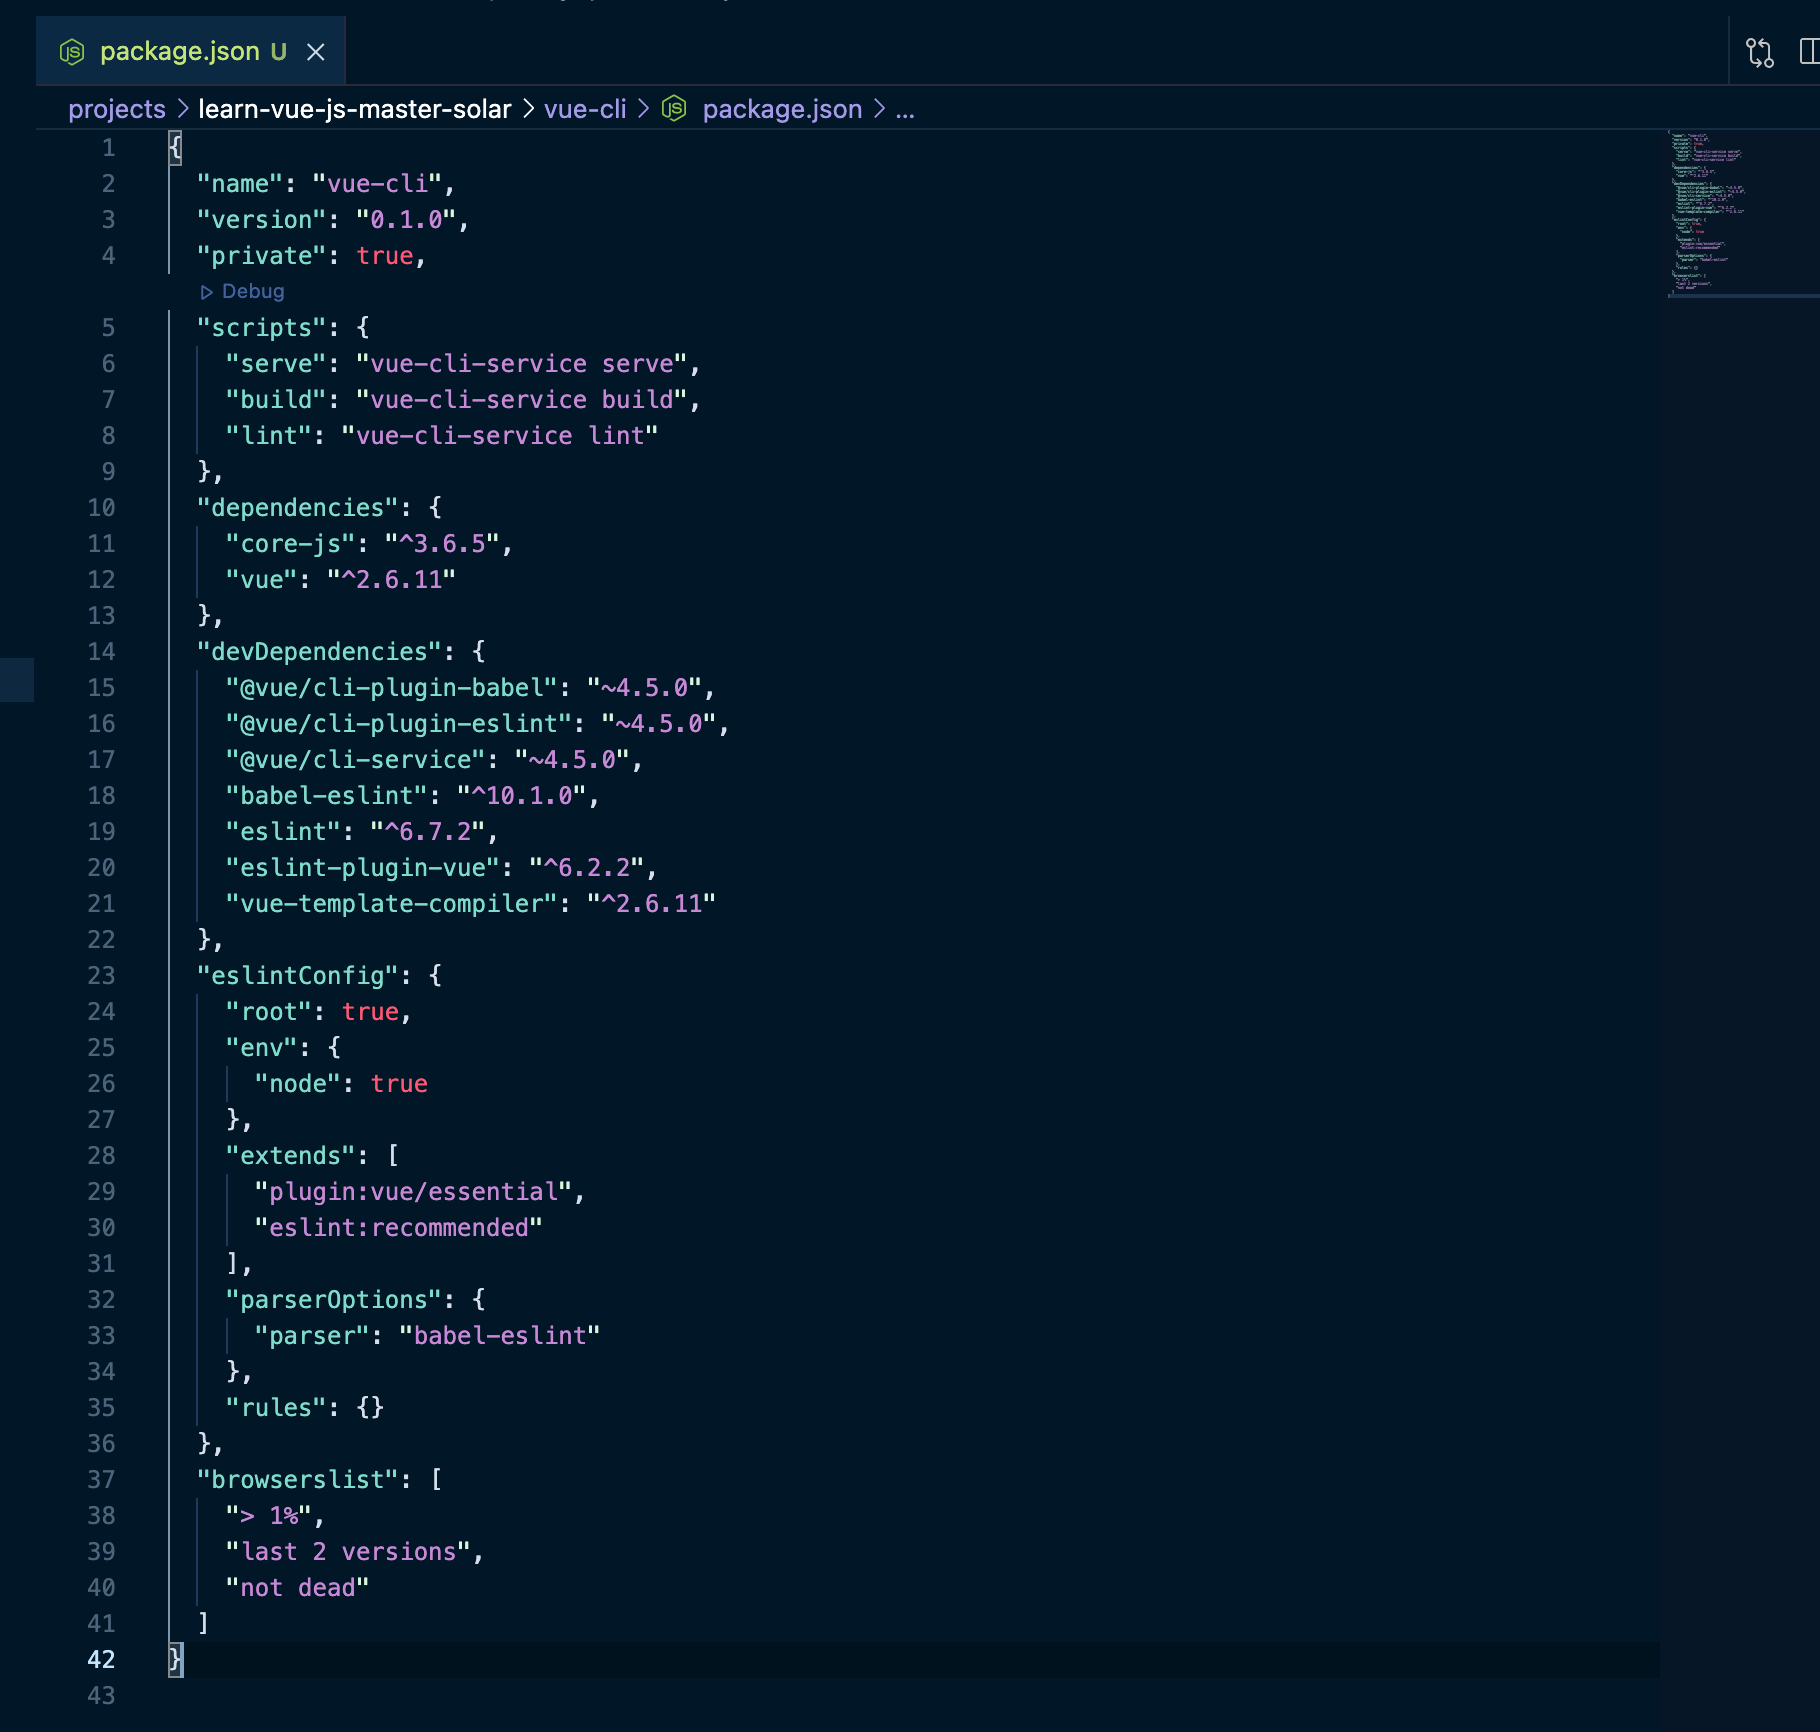 package.json U
projects > learn-vue-js-master-solar > vue-cli > package.json > ...
1 {
2 "name": "vue-cli",
3 "version": "0.1.0",
4 "private": true,
Debug
5 "scripts": {
6 "serve": "vue-cli-service serve",
7 "build": "vue-cli-service build",
8 "lint": "vue-cli-service lint"
9 },
10 "dependencies": {
11 "core-js": "^3.6.5",
12 "vue": "^2.6.11"
13 },
14 "devDependencies": {
15 "@vue/cli-plugin-babel": "~4.5.0",
16 "@vue/cli-plugin-eslint": "~4.5.0",
17 "@vue/cli-service": "~4.5.0",
18 "babel-eslint": "^10.1.0",
19 "eslint": "^6.7.2",
20 "eslint-plugin-vue": "^6.2.2",
21 "vue-template-compiler": "^2.6.11"
22 },
23 "eslintConfig": {
24 "root": true,
25 "env": {
26 "node": true
27 },
28 "extends": [
29 "plugin:vue/essential",
30 "eslint:recommended"
31 ],
32 "parserOptions": {
33 "parser": "babel-eslint"
34 },
35 "rules": {}
36 },
37 "browserslist": [
38 "> 1%",
39 "last 2 versions",
40 "not dead"
41 ]
42 }
43